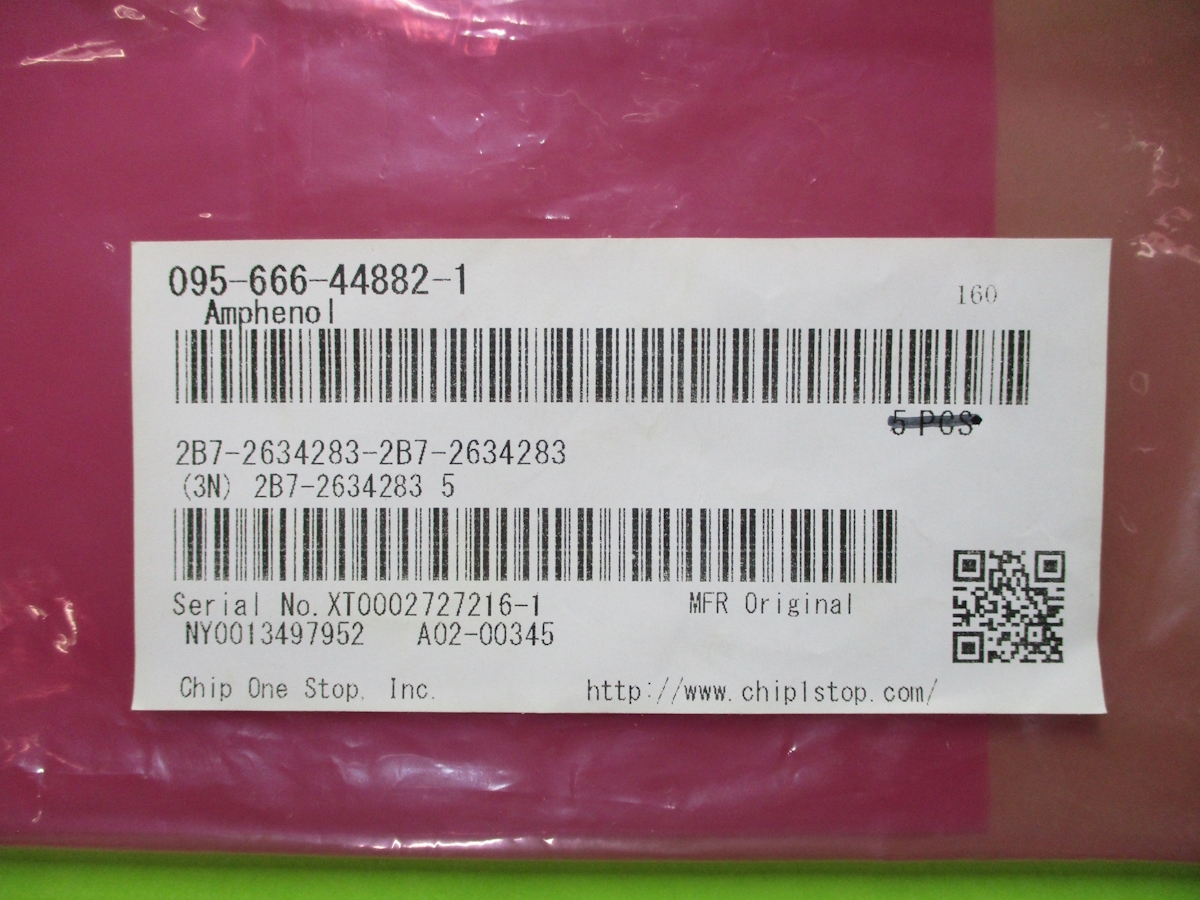 095-666-44882-1
160
Amphenol
5 PCS
2B7-2634283-2B7-2634283
(3N) 2B7-2634283 5
Serial No.XT0002727216-1 MFR Original
NY0013497952 A02-00345
Chip One Stop, Inc. http://www.chip1stop.com/